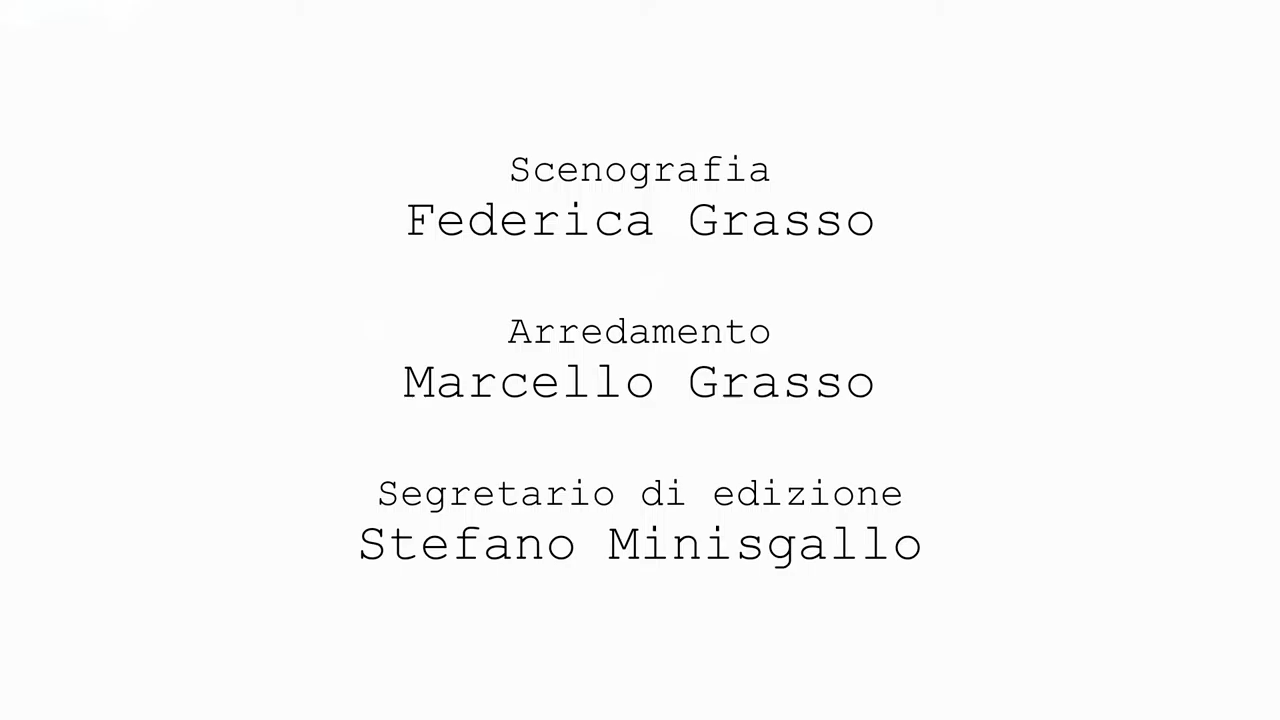 Scenografia
Federica Grasso
Arredamento
Marcello Grasso
Segretario di edizione
Stefano Minisgallo